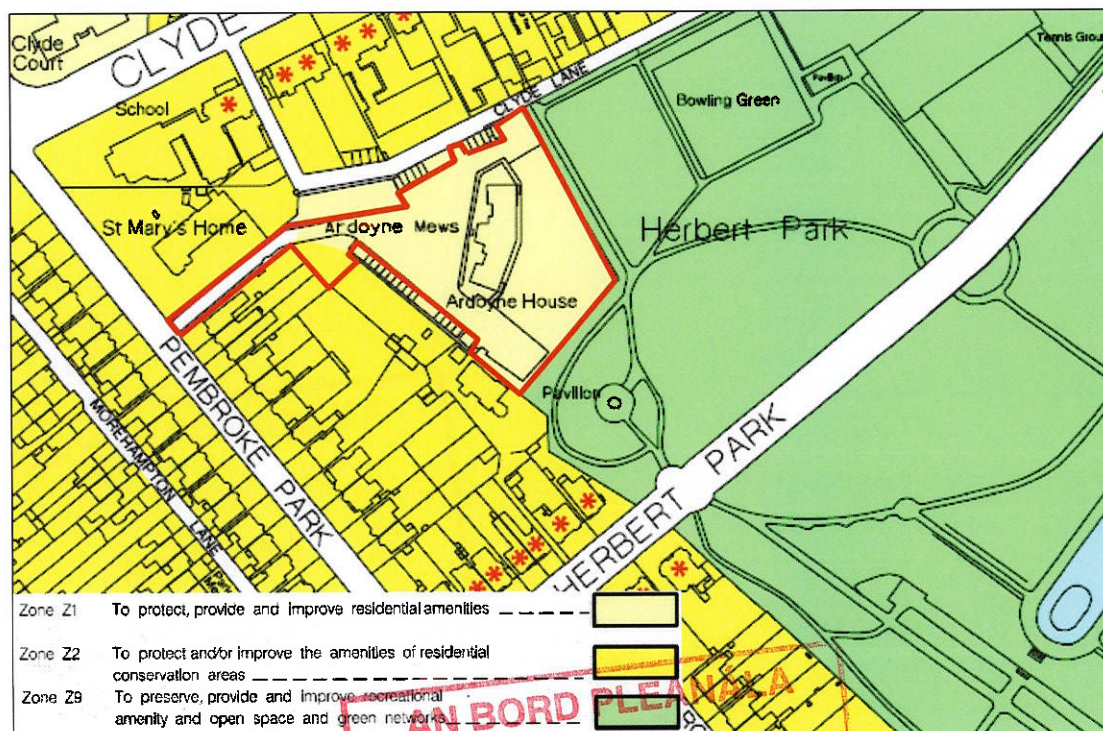 Clyde
Court
CLYDE
School
CLYDE LANE
Bowling Green
Pavilion
Tennis Grou
St Mary's Home
Ardoyne Mews
Herbert Park
Ardoyne House
Pavilion
PEMBROKE PARK
MOREHAMPTON LANE
HERBERT PARK
Zone Z1 To protect, provide and improve residential amenities
Zone Z2 To protect and/or improve the amenities of residential
conservation areas
Zone Z9 To preserve, provide and improve recreational
amenity and open space and green networks
AN BORD PLEANÁLA